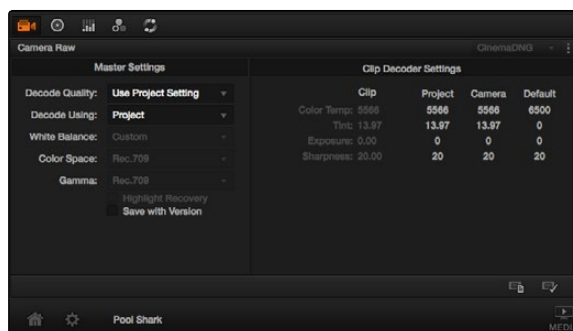 Camera Raw
CinemaDNG
Master Settings
Clip Decoder Settings
Decode Quality: Use Project Setting
Decode Using: Project
White Balance: Custom
Color Space: Rec.709
Gamma: Rec.709
Highlight Recovery
Save with Version
Clip Project Camera Default
Color Temp: 5566 5566 5566 6500
Tint: 13.97 13.97 13.97 0
Exposure: 0.00 0 0 0
Sharpness: 20.00 20 20 20
Pool Shark
MEDI